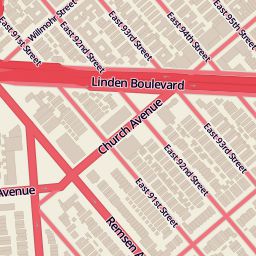 Willmohr Street
East 91st Street
East 92nd Street
East 93rd Street
East 94th Street
East 95th Street
Linden Boulevard
Church Avenue
East 93rd Street
East 92nd Street
East 91st Street
Avenue
Remsen A